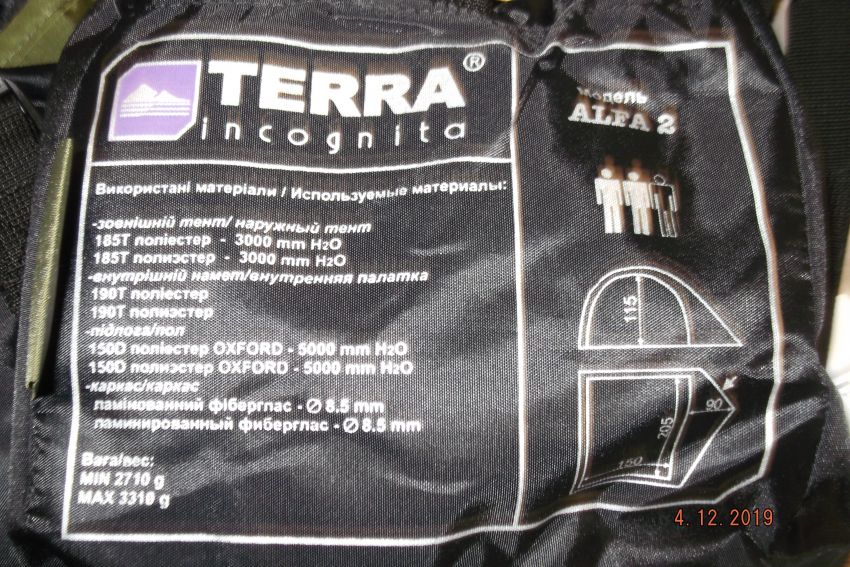 TERRA®
incognita
Модель
ALFA 2
Використані матеріали / Используемые материалы:
-зовнішній тент/ наружный тент
185T поліестер - 3000 mm H2O
185T полиэстер - 3000 mm H2O
-внутрішній намет/внутренняя палатка
190T поліестер
190T полиэстер
-підлога/пол
150D поліестер OXFORD - 5000 mm H2O
150D полиэстер OXFORD - 5000 mm H2O
-каркас/каркас
ламікованний фіберглас - Ø 8.5 mm
ламинированный фиберглас - Ø 8.5 mm
Вага/вес:
MIN 2710 g
MAX 3310 g
115
90
205
150
4.12.2019